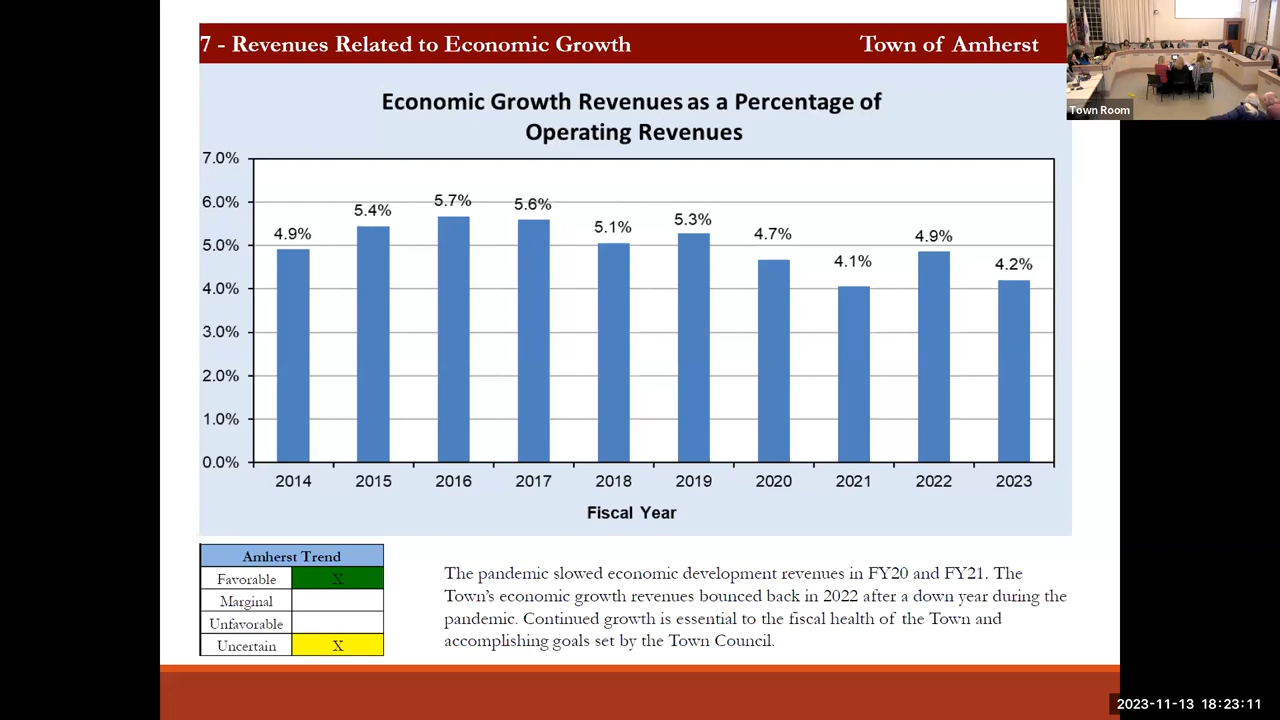 7 - Revenues Related to Economic Growth Town of Amherst
Town Room
Economic Growth Revenues as a Percentage of
Operating Revenues
7.0%
6.0%
5.0%
4.0%
3.0%
2.0%
1.0%
0.0%
4.9%
5.4%
5.7%
5.6%
5.1%
5.3%
4.7%
4.1%
4.9%
4.2%
2014 2015 2016 2017 2018 2019 2020 2021 2022 2023
Fiscal Year
Amherst Trend
Favorable X
Marginal
Unfavorable
Uncertain X
The pandemic slowed economic development revenues in FY20 and FY21. The
Town’s economic growth revenues bounced back in 2022 after a down year during the
pandemic. Continued growth is essential to the fiscal health of the Town and
accomplishing goals set by the Town Council.
2023-11-13 18:23:11